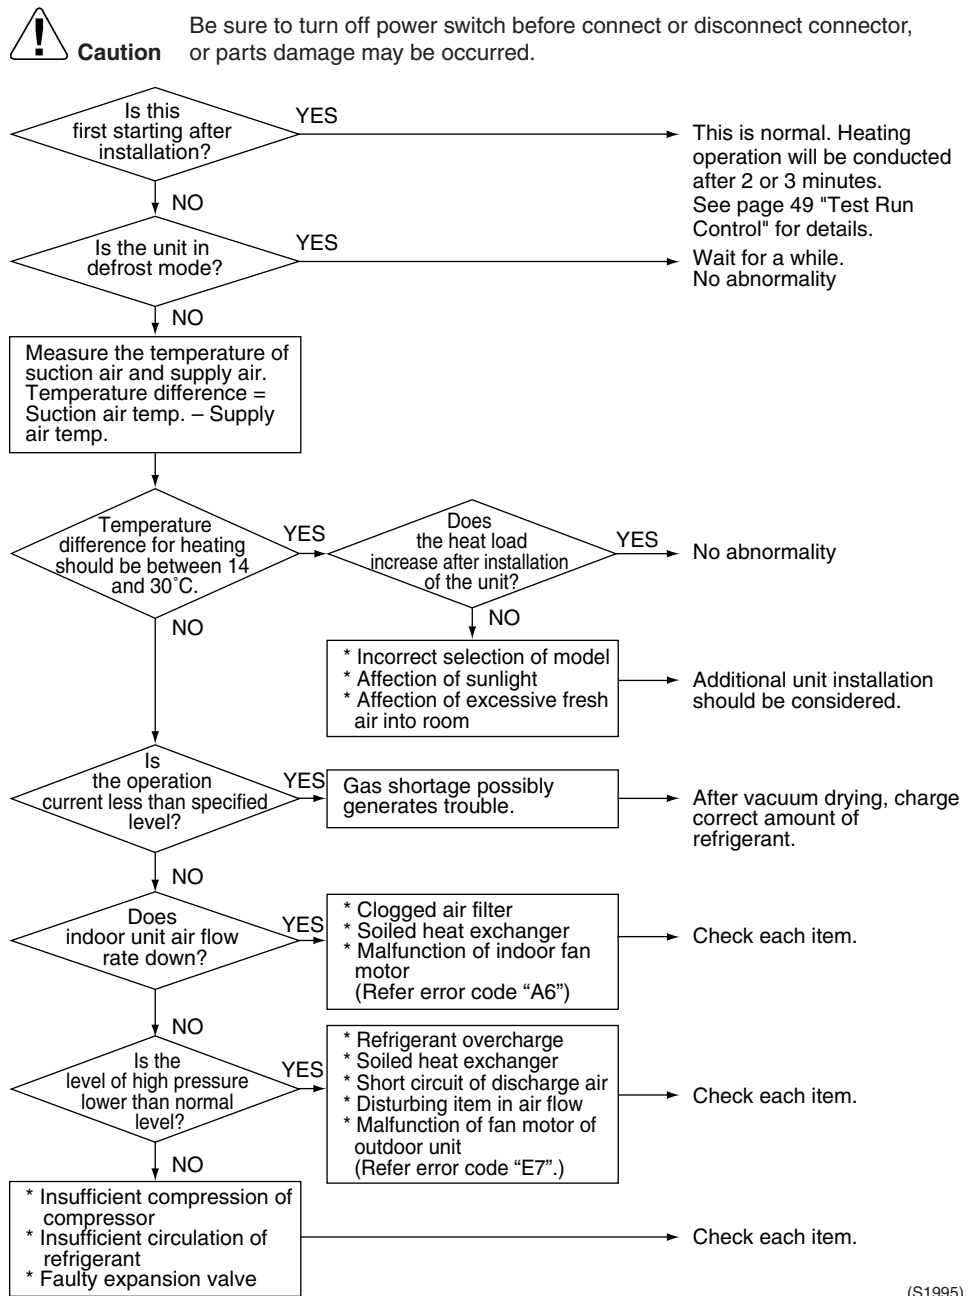 Be sure to turn off power switch before connect or disconnect connector,
Caution or parts damage may be occurred.
Is this
first starting after
installation?
YES
This is normal. Heating
operation will be conducted
after 2 or 3 minutes.
See page 49 "Test Run
Control" for details.
NO
Is the unit in
defrost mode?
YES
Wait for a while.
No abnormality
NO
Measure the temperature of
suction air and supply air.
Temperature difference =
Suction air temp. – Supply
air temp.
Temperature
difference for heating
should be between 14
and 30˚C.
YES
Does
the heat load
increase after installation
of the unit?
YES
No abnormality
NO
NO
* Incorrect selection of model
* Affection of sunlight
* Affection of excessive fresh
air into room
Additional unit installation
should be considered.
Is
the operation
current less than specified
level?
YES
Gas shortage possibly
generates trouble.
After vacuum drying, charge
correct amount of
refrigerant.
NO
Does
indoor unit air flow
rate down?
YES
* Clogged air filter
* Soiled heat exchanger
* Malfunction of indoor fan
motor
(Refer error code “A6”)
Check each item.
NO
Is the
level of high pressure
lower than normal
level?
YES
* Refrigerant overcharge
* Soiled heat exchanger
* Short circuit of discharge air
* Disturbing item in air flow
* Malfunction of fan motor of
outdoor unit
(Refer error code “E7”.)
Check each item.
NO
* Insufficient compression of
compressor
* Insufficient circulation of
refrigerant
* Faulty expansion valve
Check each item.
(S1995)